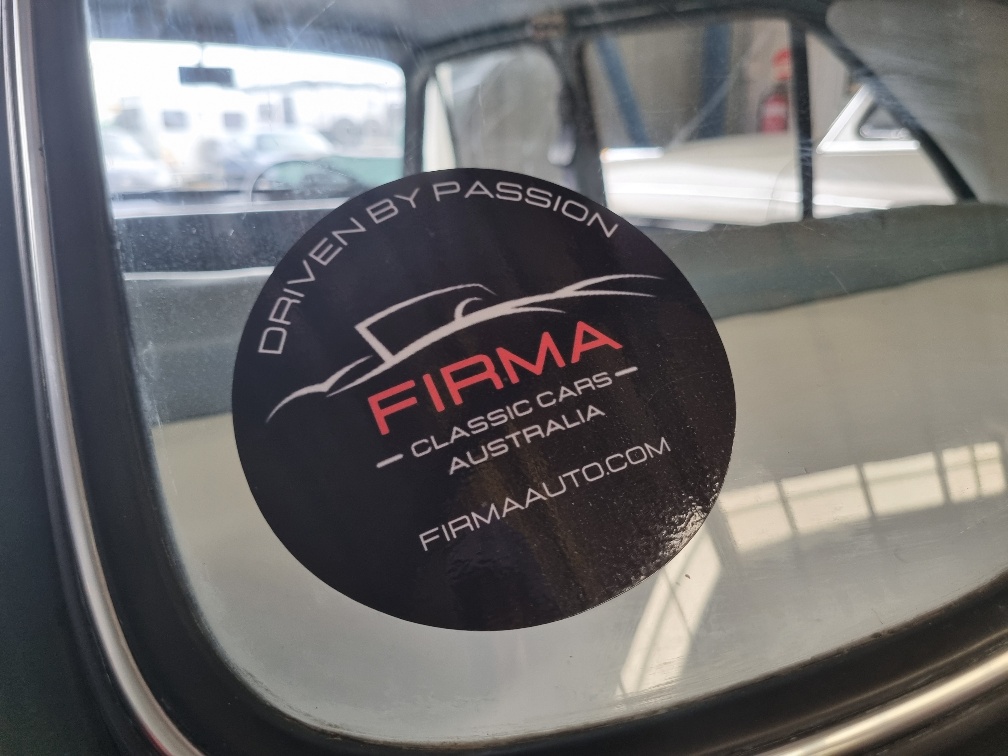 DRIVEN BY PASSION
FIRMA
CLASSIC CARS
AUSTRALIA
FIRMAAUTO.COM